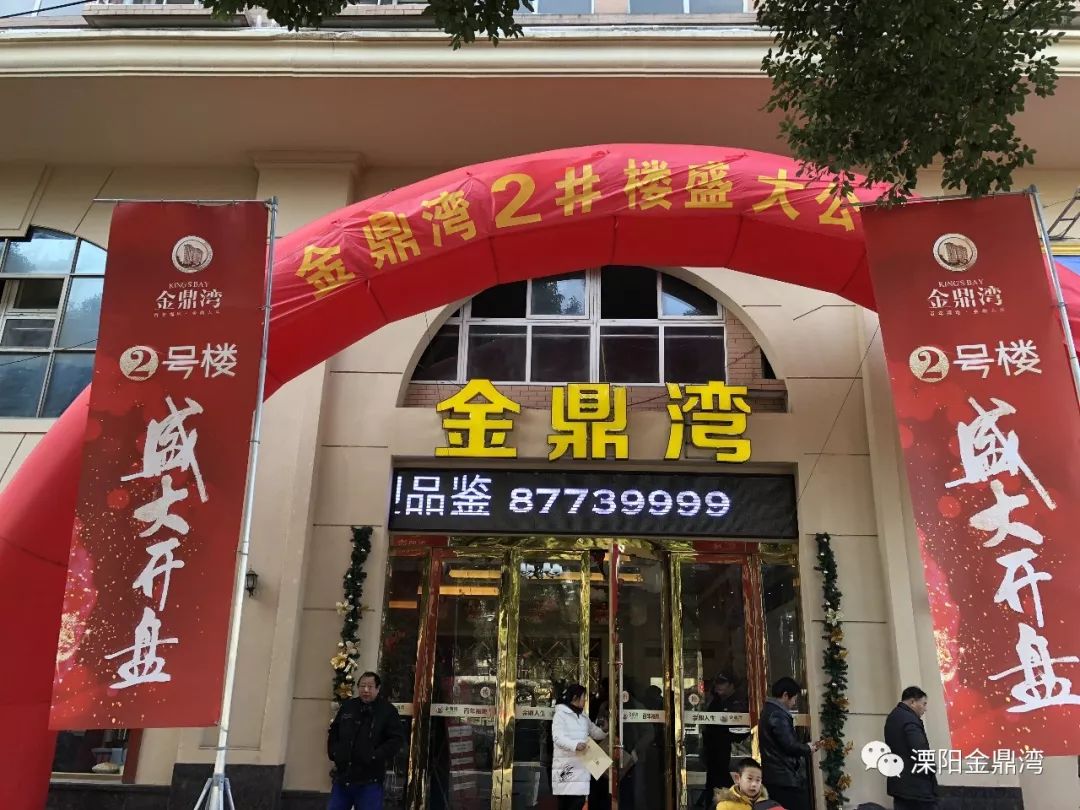 金鼎湾2#楼盛大公
KING'S BAY
金鼎湾
2号楼
盛大开盘
KING'S BAY
金鼎湾
2号楼
盛大开盘
金鼎湾
品鉴 87739999
溧阳金鼎湾